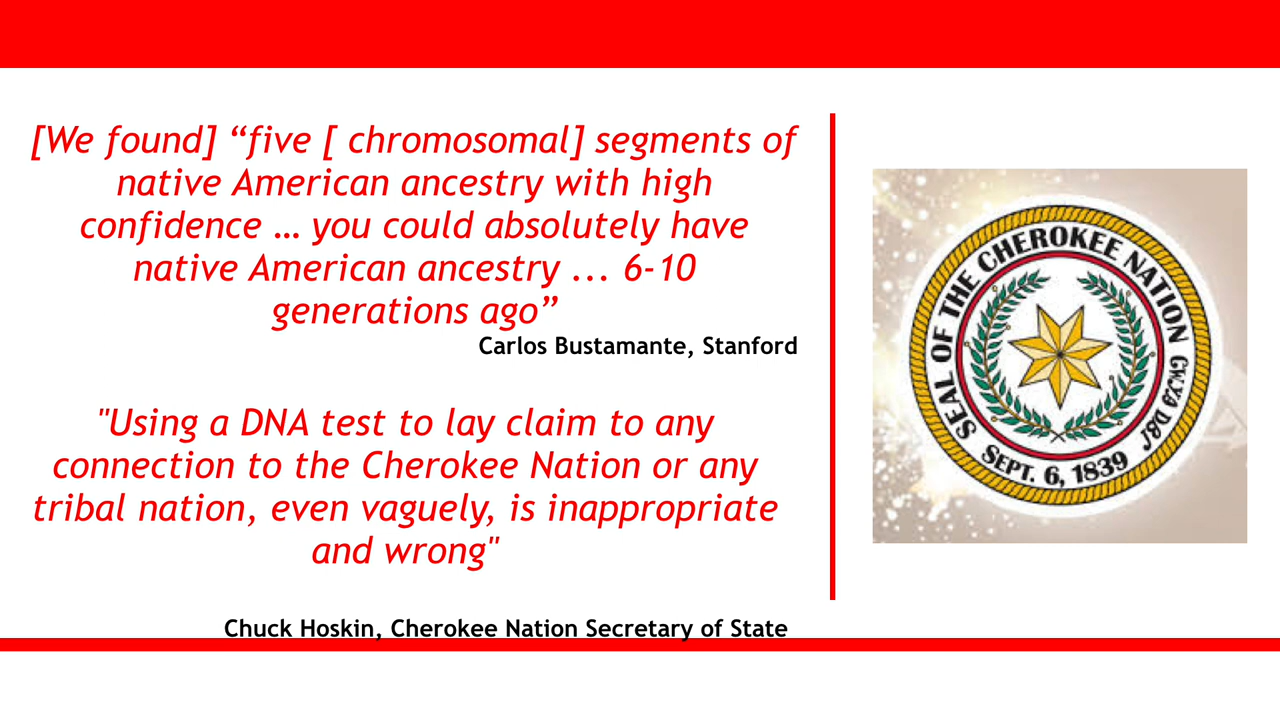 [We found] “five [ chromosomal] segments of
native American ancestry with high
confidence … you could absolutely have
native American ancestry ... 6-10
generations ago”
Carlos Bustamante, Stanford
"Using a DNA test to lay claim to any
connection to the Cherokee Nation or any
tribal nation, even vaguely, is inappropriate
and wrong"
Chuck Hoskin, Cherokee Nation Secretary of State
SEAL OF THE CHEROKEE NATION
ᏣᎳᎩ ᎠᏰᎵ
SEPT. 6, 1839